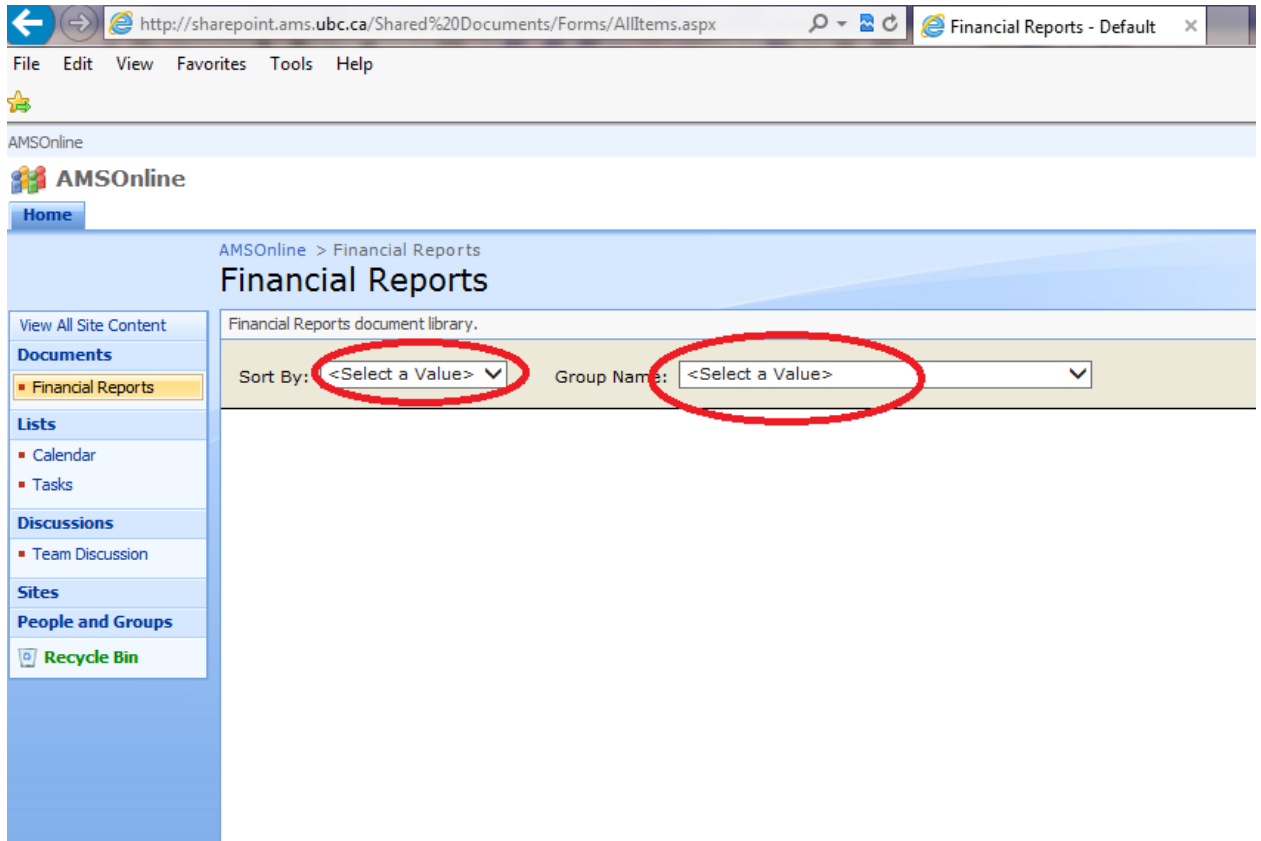 http://sharepoint.ams.ubc.ca/Shared%20Documents/Forms/AllItems.aspx
Financial Reports - Default
File Edit View Favorites Tools Help
AMSOnline
AMSOnline
Home
AMSOnline > Financial Reports
Financial Reports
View All Site Content
Financial Reports document library.
Documents
Sort By: <Select a Value> Group Name: <Select a Value>
Financial Reports
Lists
Calendar
Tasks
Discussions
Team Discussion
Sites
People and Groups
Recycle Bin